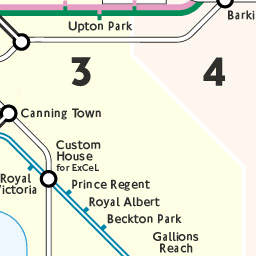 Upton Park
Barki
3
4
Canning Town
Custom
House
for ExCeL
Royal
Victoria
Prince Regent
Royal Albert
Beckton Park
Gallions
Reach